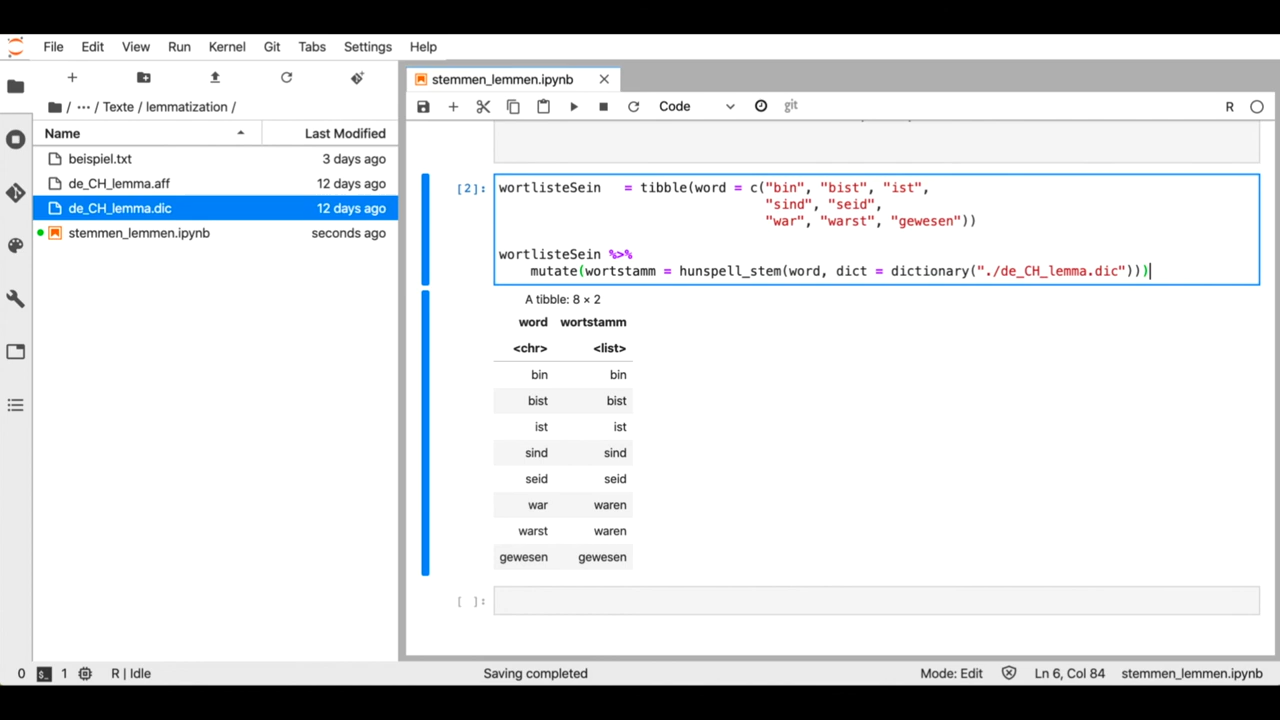 File Edit View Run Kernel Git Tabs Settings Help
/ ··· / Texte / lemmatization /
Name Last Modified
beispiel.txt 3 days ago
de_CH_lemma.aff 12 days ago
de_CH_lemma.dic 12 days ago
stemmen_lemmen.ipynb seconds ago
stemmen_lemmen.ipynb
Code git R
[2]: wortlisteSein = tibble(word = c("bin", "bist", "ist",
"sind", "seid",
"war", "warst", "gewesen"))
wortlisteSein %>%
mutate(wortstamm = hunspell_stem(word, dict = dictionary("./de_CH_lemma.dic")))
A tibble: 8 × 2
word wortstamm
<chr> <list>
bin bin
bist bist
ist ist
sind sind
seid seid
war waren
warst waren
gewesen gewesen
[ ]:
0 $_ 1 R | Idle Saving completed Mode: Edit Ln 6, Col 84 stemmen_lemmen.ipynb